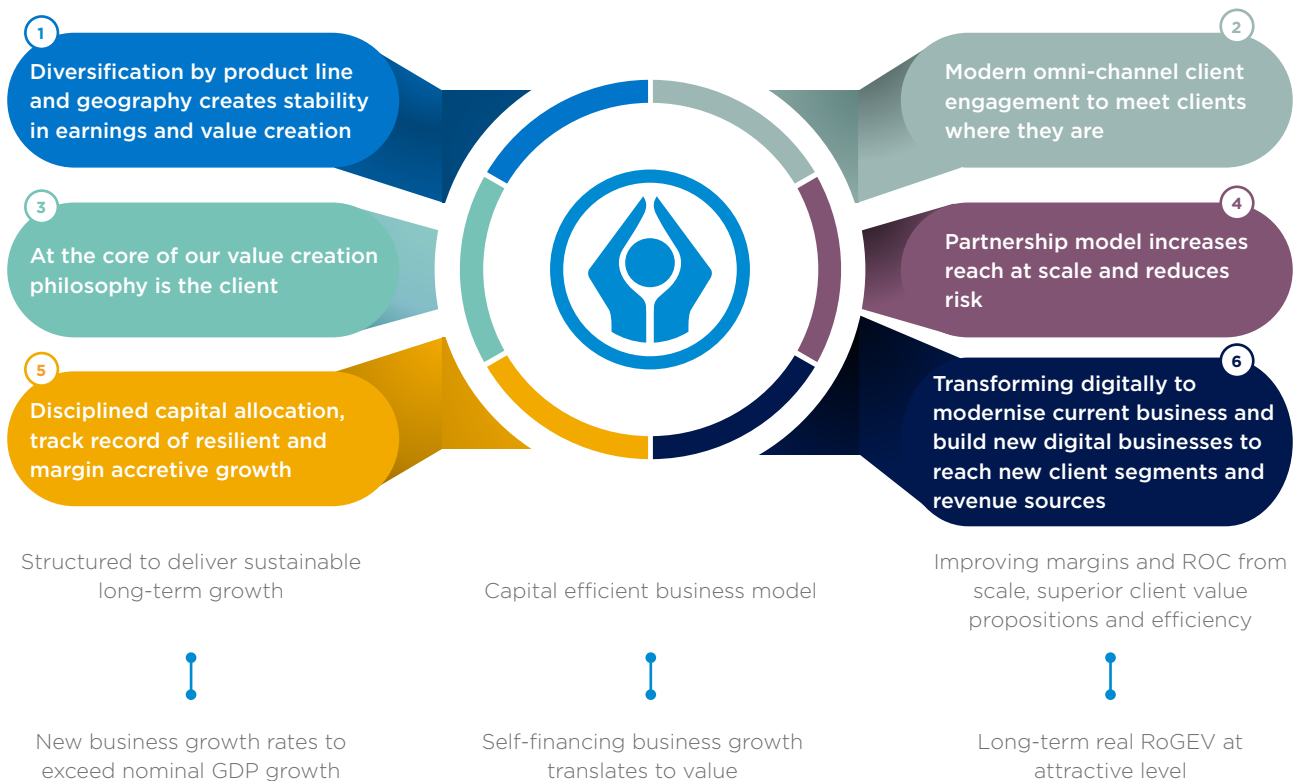 1
Diversification by product line
and geography creates stability
in earnings and value creation
2
Modern omni-channel client
engagement to meet clients
where they are
3
At the core of our value creation
philosophy is the client
4
Partnership model increases
reach at scale and reduces
risk
5
Disciplined capital allocation,
track record of resilient and
margin accretive growth
6
Transforming digitally to
modernise current business and
build new digital businesses to
reach new client segments and
revenue sources
Structured to deliver sustainable
long-term growth
Capital efficient business model
Improving margins and ROC from
scale, superior client value
propositions and efficiency
New business growth rates to
exceed nominal GDP growth
Self-financing business growth
translates to value
Long-term real RoGEV at
attractive level